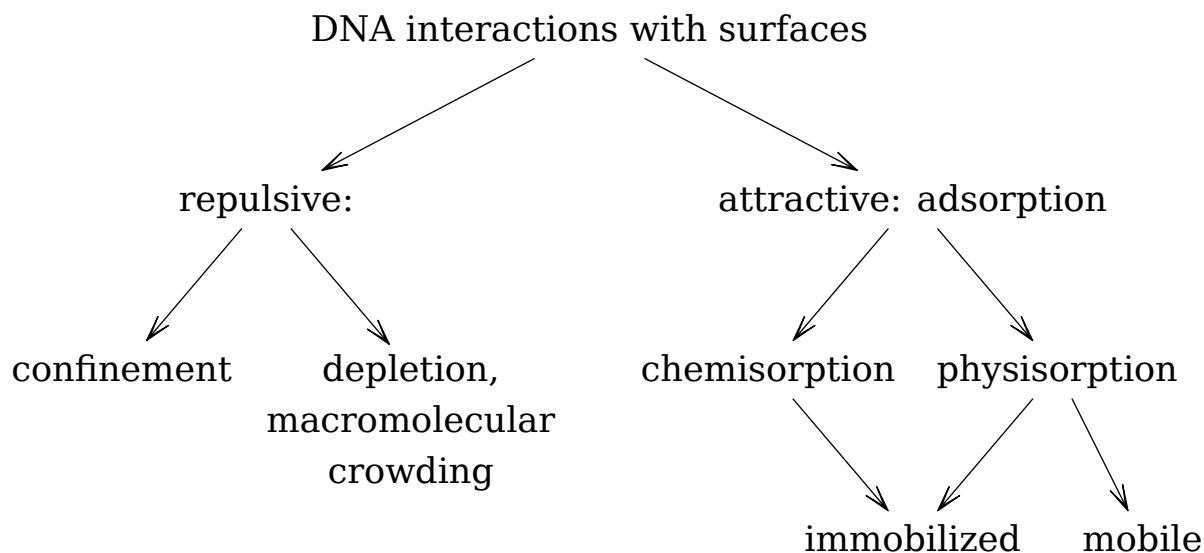 DNA interactions with surfaces
repulsive:
attractive: adsorption
confinement
depletion,
macromolecular
crowding
chemisorption
physisorption
immobilized
mobile